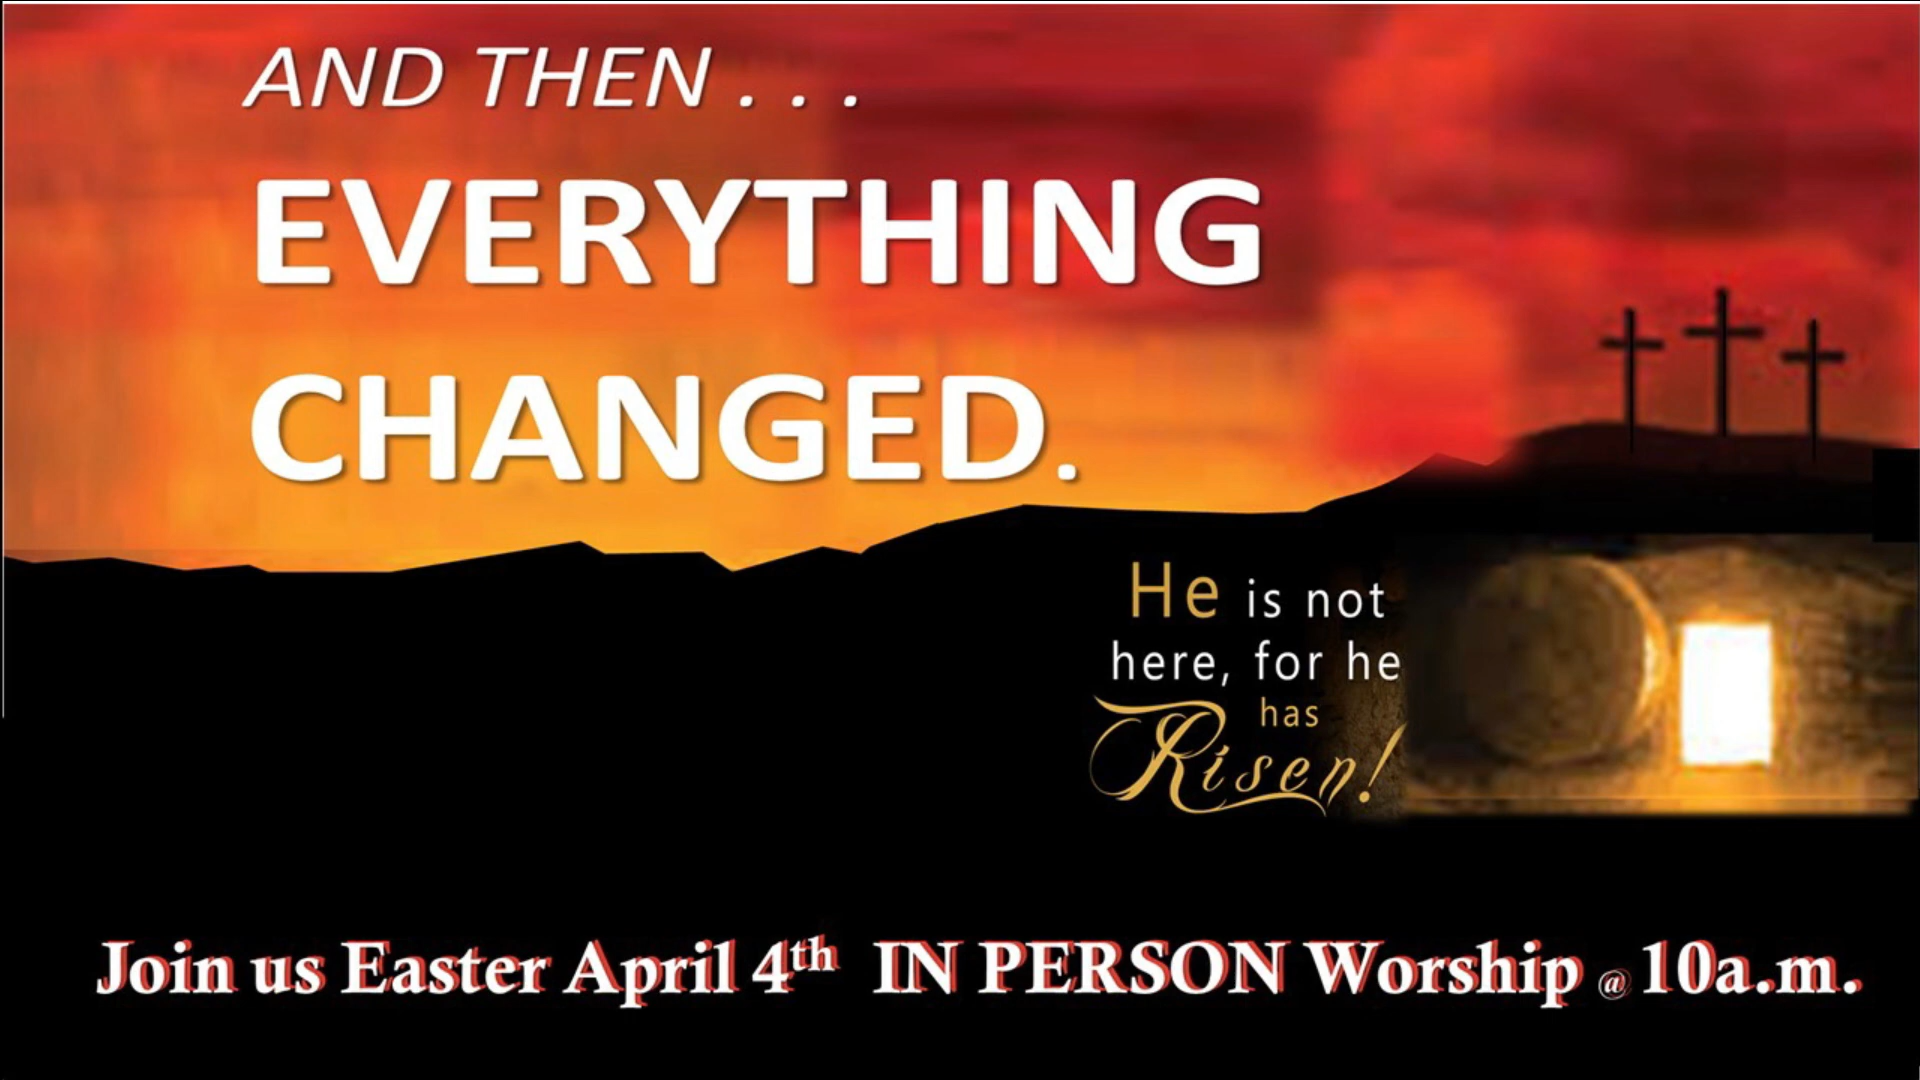 AND THEN . . .
EVERYTHING
CHANGED.
He is not
here, for he
has
Risen!
Join us Easter April 4th IN PERSON Worship @ 10a.m.